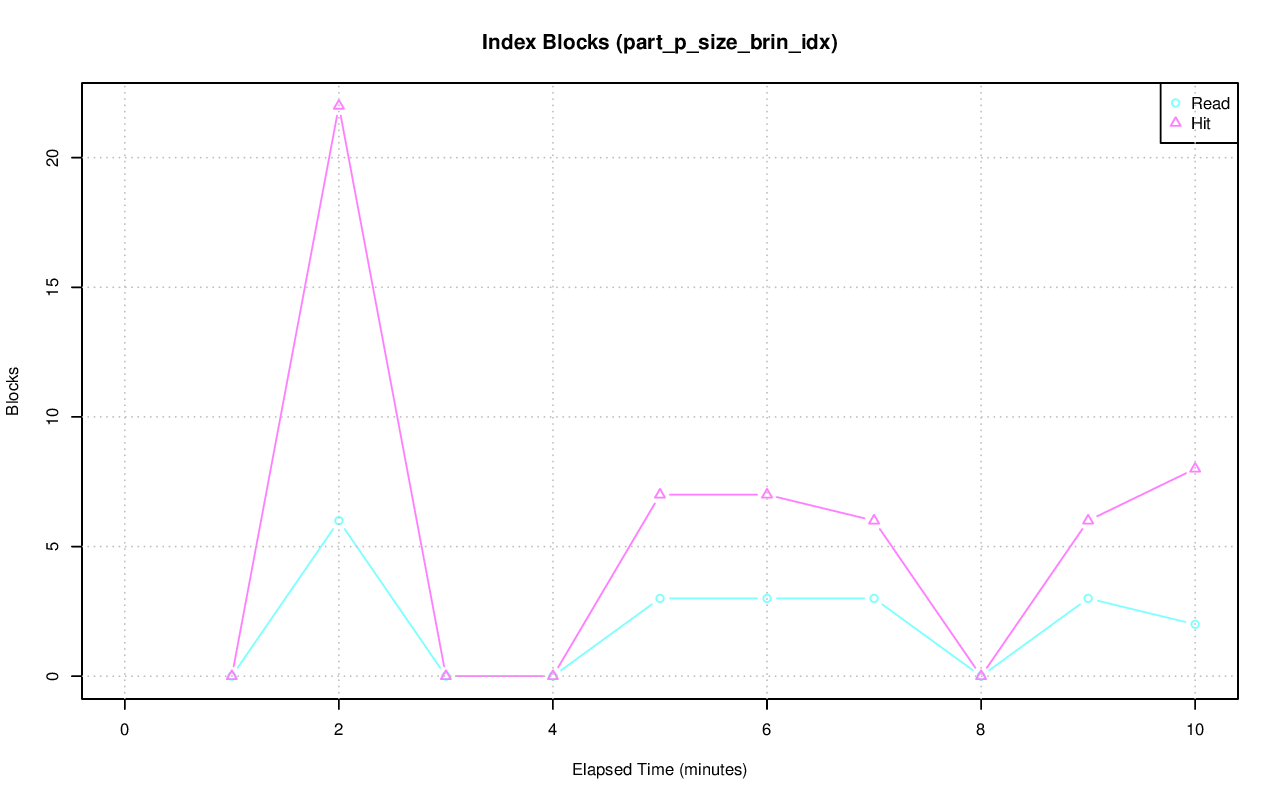 Index Blocks (part_p_size_brin_idx)
Read
Hit
20
15
10
5
0
Blocks
0 2 4 6 8 10
Elapsed Time (minutes)